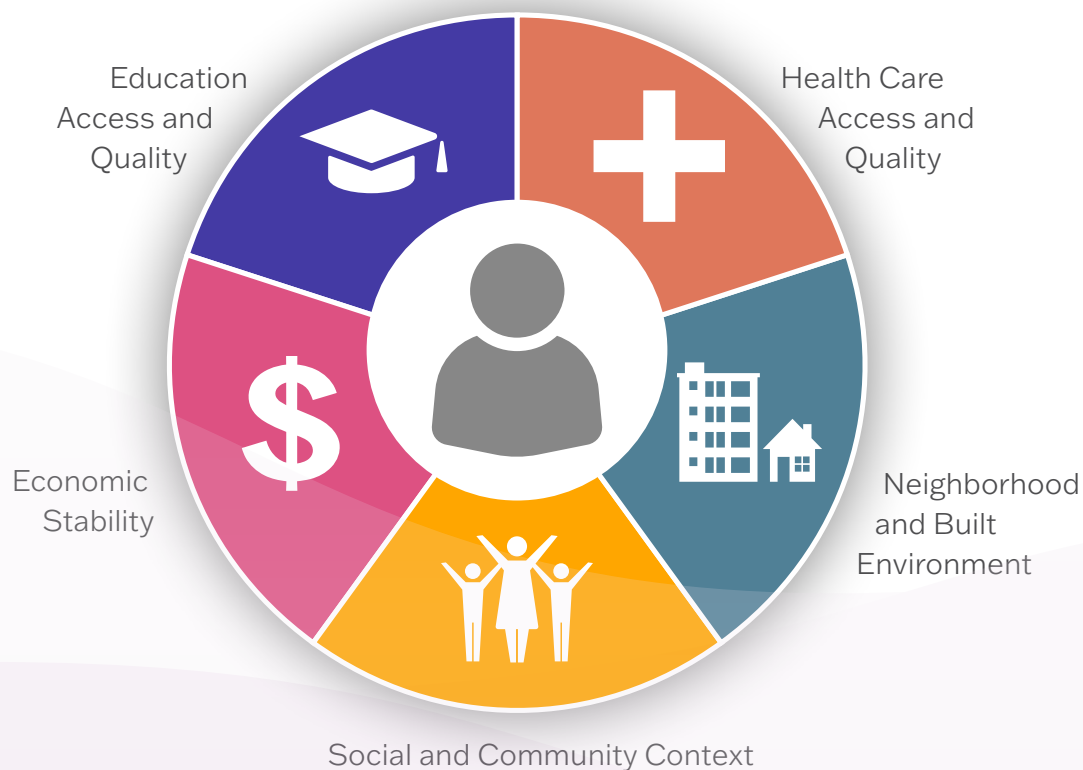 Education
Access and
Quality
Health Care
Access and
Quality
Economic
Stability
Neighborhood
and Built
Environment
Social and Community Context